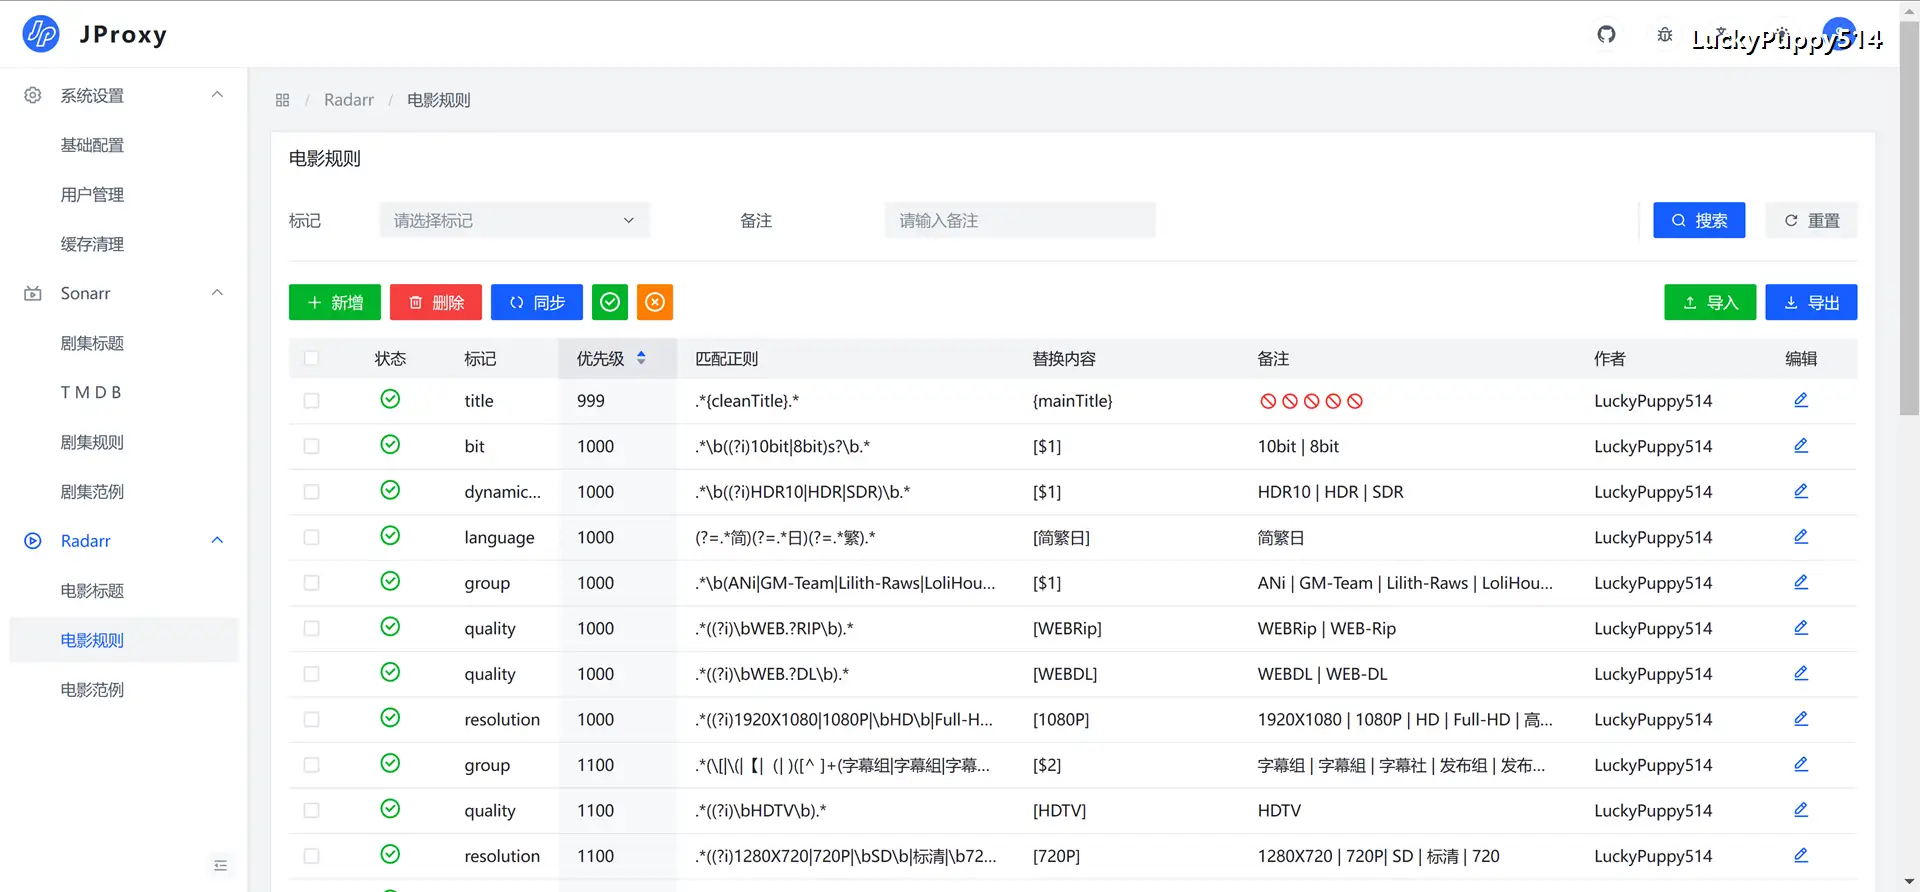 JProxy
LuckyPuppy514
系统设置
基础配置
用户管理
缓存清理
Sonarr
剧集标题
T M D B
剧集规则
剧集范例
Radarr
电影标题
电影规则
电影范例
/ Radarr / 电影规则
电影规则
标记 请选择标记 备注 请输入备注 搜索 重置
新增 删除 同步 导入 导出
状态 标记 优先级 匹配正则 替换内容 备注 作者 编辑
title 999 .*{cleanTitle}.* {mainTitle} 🚫🚫🚫🚫🚫 LuckyPuppy514
bit 1000 .*\b((?i)10bit|8bit)s?\b.* [$1] 10bit | 8bit LuckyPuppy514
dynamic... 1000 .*\b((?i)HDR10|HDR|SDR)\b.* [$1] HDR10 | HDR | SDR LuckyPuppy514
language 1000 (?=.*简)(?=.*日)(?=.*繁).* [简繁日] 简繁日 LuckyPuppy514
group 1000 .*\b(ANi|GM-Team|Lilith-Raws|LoliHou... [$1] ANi | GM-Team | Lilith-Raws | LoliHou... LuckyPuppy514
quality 1000 .*((?i)\bWEB.?RIP\b).* [WEBRip] WEBRip | WEB-Rip LuckyPuppy514
quality 1000 .*((?i)\bWEB.?DL\b).* [WEBDL] WEBDL | WEB-DL LuckyPuppy514
resolution 1000 .*((?i)1920X1080|1080P|\bHD\b|Full-H... [1080P] 1920X1080 | 1080P | HD | Full-HD | 高... LuckyPuppy514
group 1100 .*(\[|\(|【|（| )([^ ]+(字幕组|字幕組|字幕... [$2] 字幕组 | 字幕組 | 字幕社 | 发布组 | 发布... LuckyPuppy514
quality 1100 .*((?i)\bHDTV\b).* [HDTV] HDTV LuckyPuppy514
resolution 1100 .*((?i)1280X720|720P|\bSD\b|标清|\b72... [720P] 1280X720 | 720P| SD | 标清 | 720 LuckyPuppy514